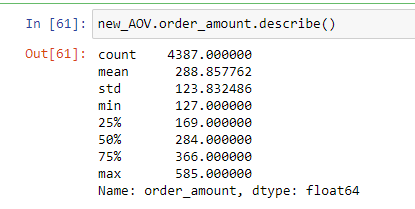 In [61]: new_AOV.order_amount.describe()
Out[61]: count 4387.000000
mean 288.857762
std 123.832486
min 127.000000
25% 169.000000
50% 284.000000
75% 366.000000
max 585.000000
Name: order_amount, dtype: float64